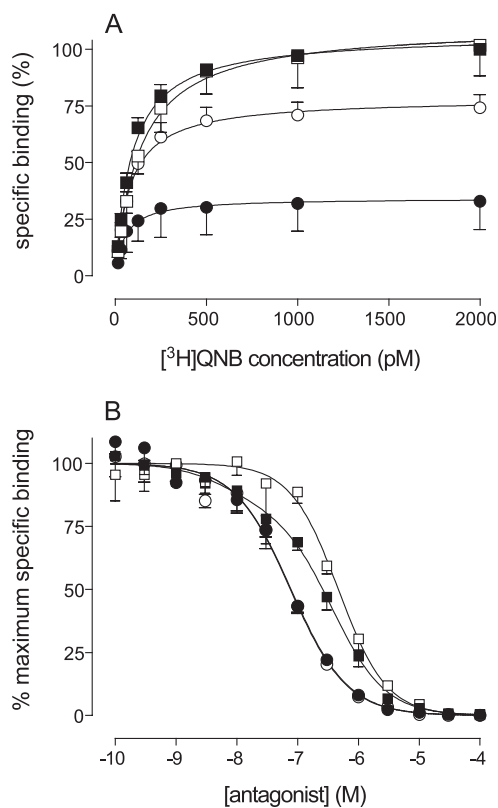 A
100
75
50
25
0
specific binding (%)
0 500 1000 1500 2000
[³H]QNB concentration (pM)
B
100
75
50
25
0
% maximum specific binding
-10 -9 -8 -7 -6 -5 -4
[antagonist] (M)